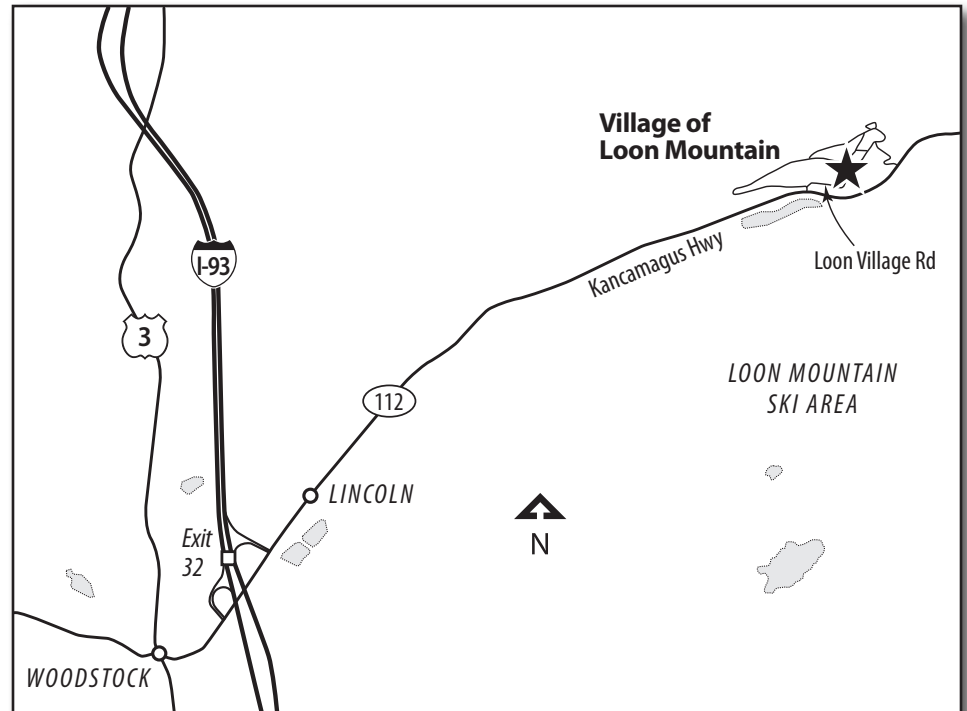 Village of
Loon Mountain
I-93
Kancamagus Hwy
Loon Village Rd
3
LOON MOUNTAIN
SKI AREA
112
LINCOLN
Exit
32
N
WOODSTOCK